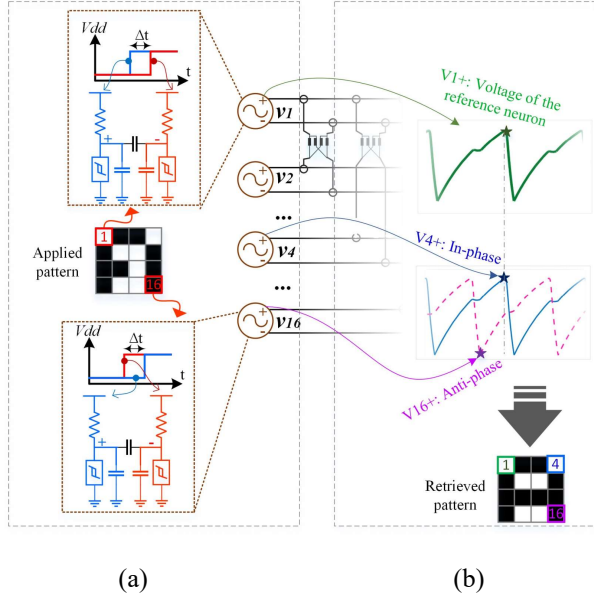 Vdd
Δt
t
+
-
Applied
pattern
1
16
Vdd
Δt
t
+
-
+
-
v1
+
-
v2
...
+
-
v4
...
+
-
v16
V1+: Voltage of the
reference neuron
V4+: In-phase
V16+: Anti-phase
Retrieved
pattern
1
4
16
(a)
(b)